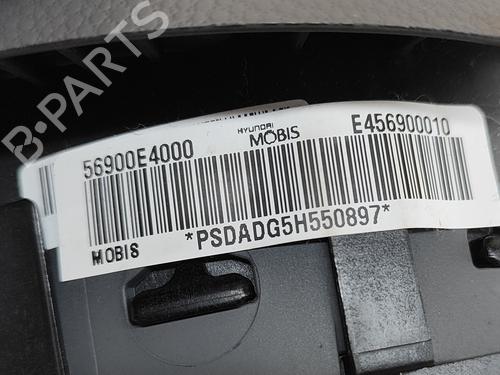 B-PARTS
56900E4000
HYUNDAI
MOBIS
E456900010
*PSDADG5H550897*
MOBIS